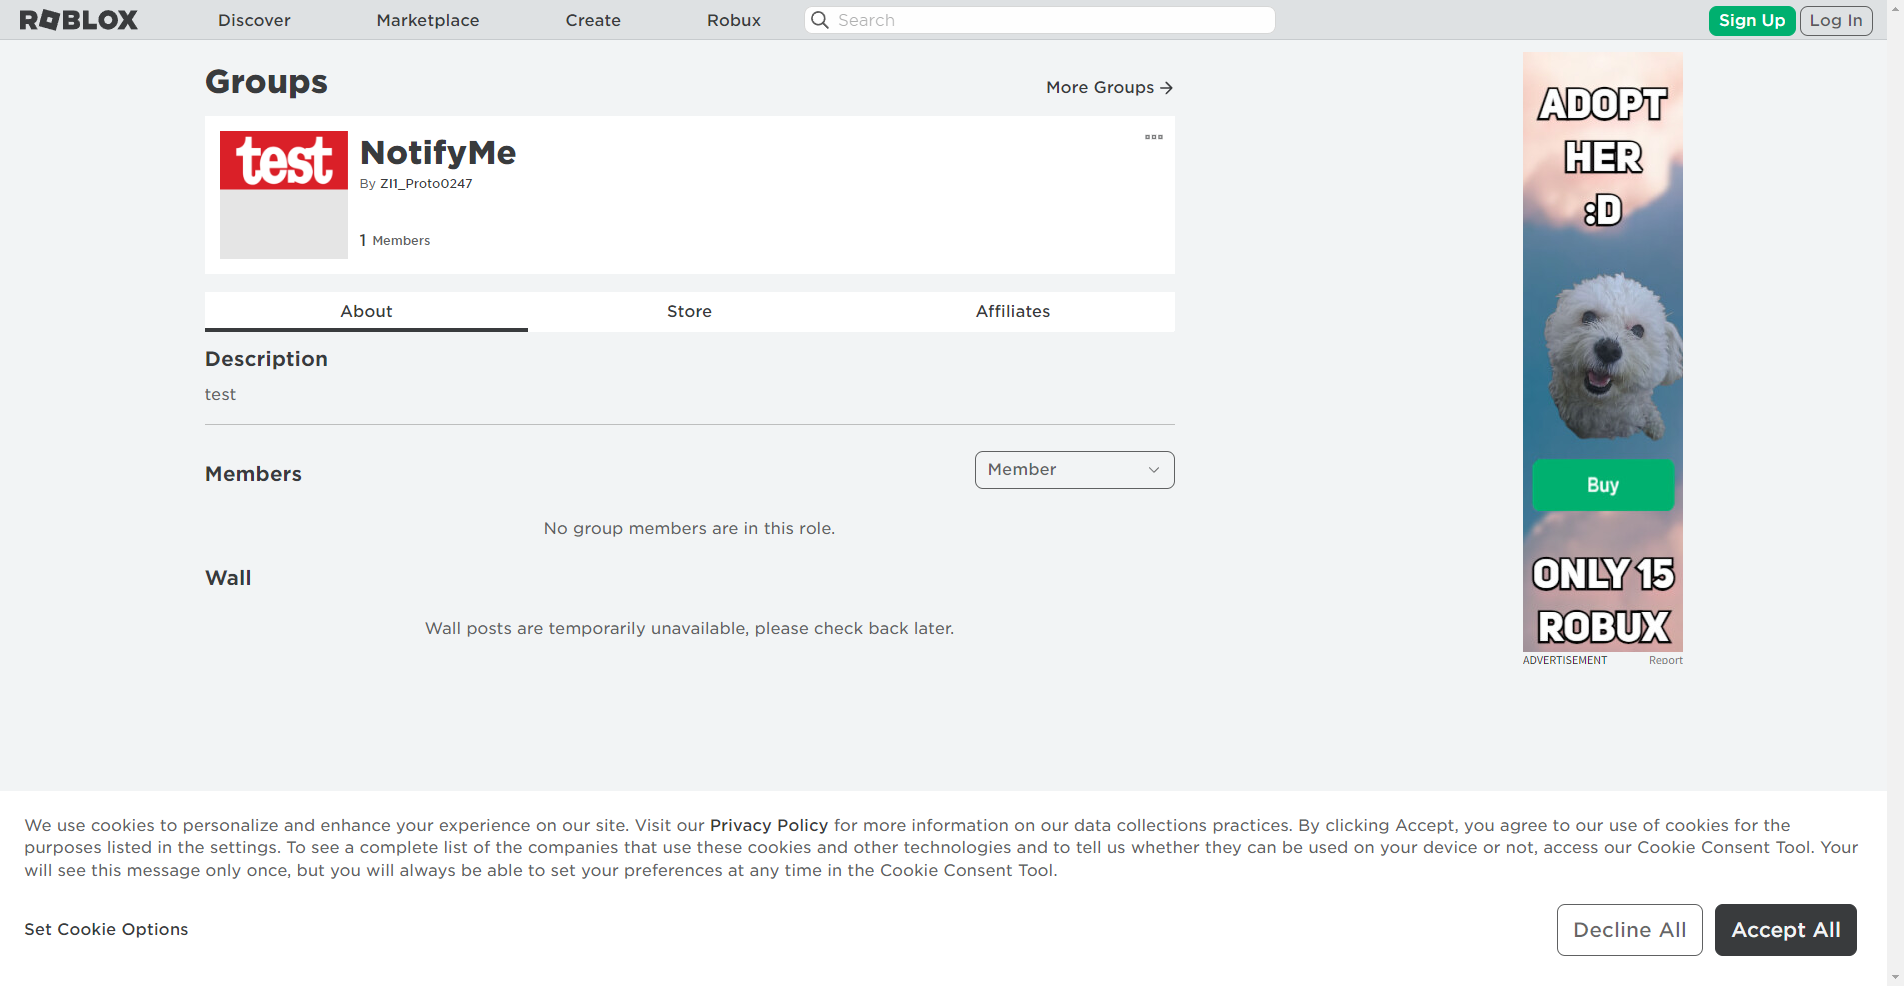 ROBLOX Discover Marketplace Create Robux Search Sign Up Log In
Groups
More Groups
test
NotifyMe
By ZI1_Proto0247
1 Members
About Store Affiliates
Description
test
Members
Member
No group members are in this role.
Wall
Wall posts are temporarily unavailable, please check back later.
ADOPT
HER
:D
Buy
ONLY 15
ROBUX
ADVERTISEMENT Report
We use cookies to personalize and enhance your experience on our site. Visit our Privacy Policy for more information on our data collections practices. By clicking Accept, you agree to our use of cookies for the
purposes listed in the settings. To see a complete list of the companies that use these cookies and other technologies and to tell us whether they can be used on your device or not, access our Cookie Consent Tool. Your
will see this message only once, but you will always be able to set your preferences at any time in the Cookie Consent Tool.
Set Cookie Options
Decline All
Accept All